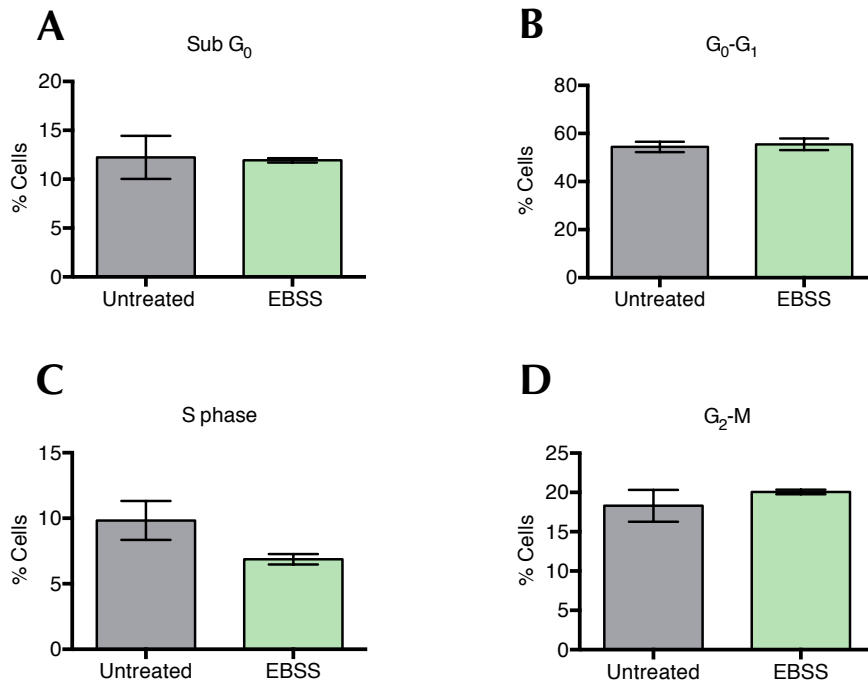 A
Sub G₀
% Cells
20
15
10
5
0
Untreated
EBSS
B
G₀-G₁
% Cells
80
60
40
20
0
Untreated
EBSS
C
S phase
% Cells
15
10
5
0
Untreated
EBSS
D
G₂-M
% Cells
25
20
15
10
5
0
Untreated
EBSS